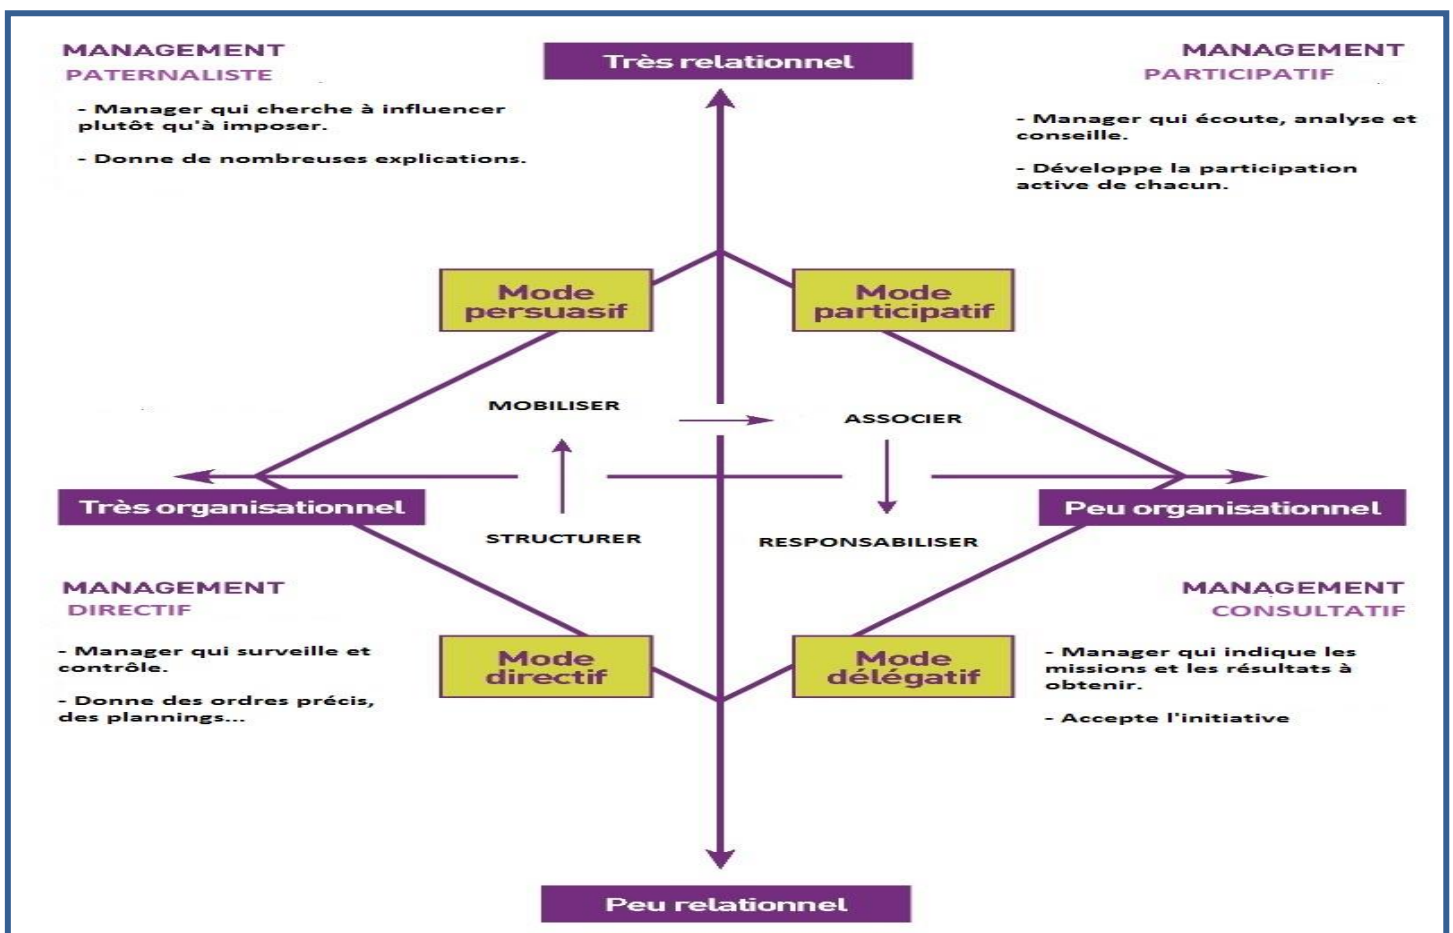 MANAGEMENT
PATERNALISTE
- Manager qui cherche à influencer
plutôt qu'à imposer.
- Donne de nombreuses explications.
Très relationnel
MANAGEMENT
PARTICIPATIF
- Manager qui écoute, analyse et
conseille.
- Développe la participation
active de chacun.
Mode
persuasif
Mode
participatif
MOBILISER
ASSOCIER
Très organisationnel
Peu organisationnel
STRUCTURER
RESPONSABILISER
MANAGEMENT
DIRECTIF
- Manager qui surveille et
contrôle.
- Donne des ordres précis,
des plannings...
Mode
directif
Mode
délégatif
MANAGEMENT
CONSULTATIF
- Manager qui indique les
missions et les résultats à
obtenir.
- Accepte l'initiative
Peu relationnel